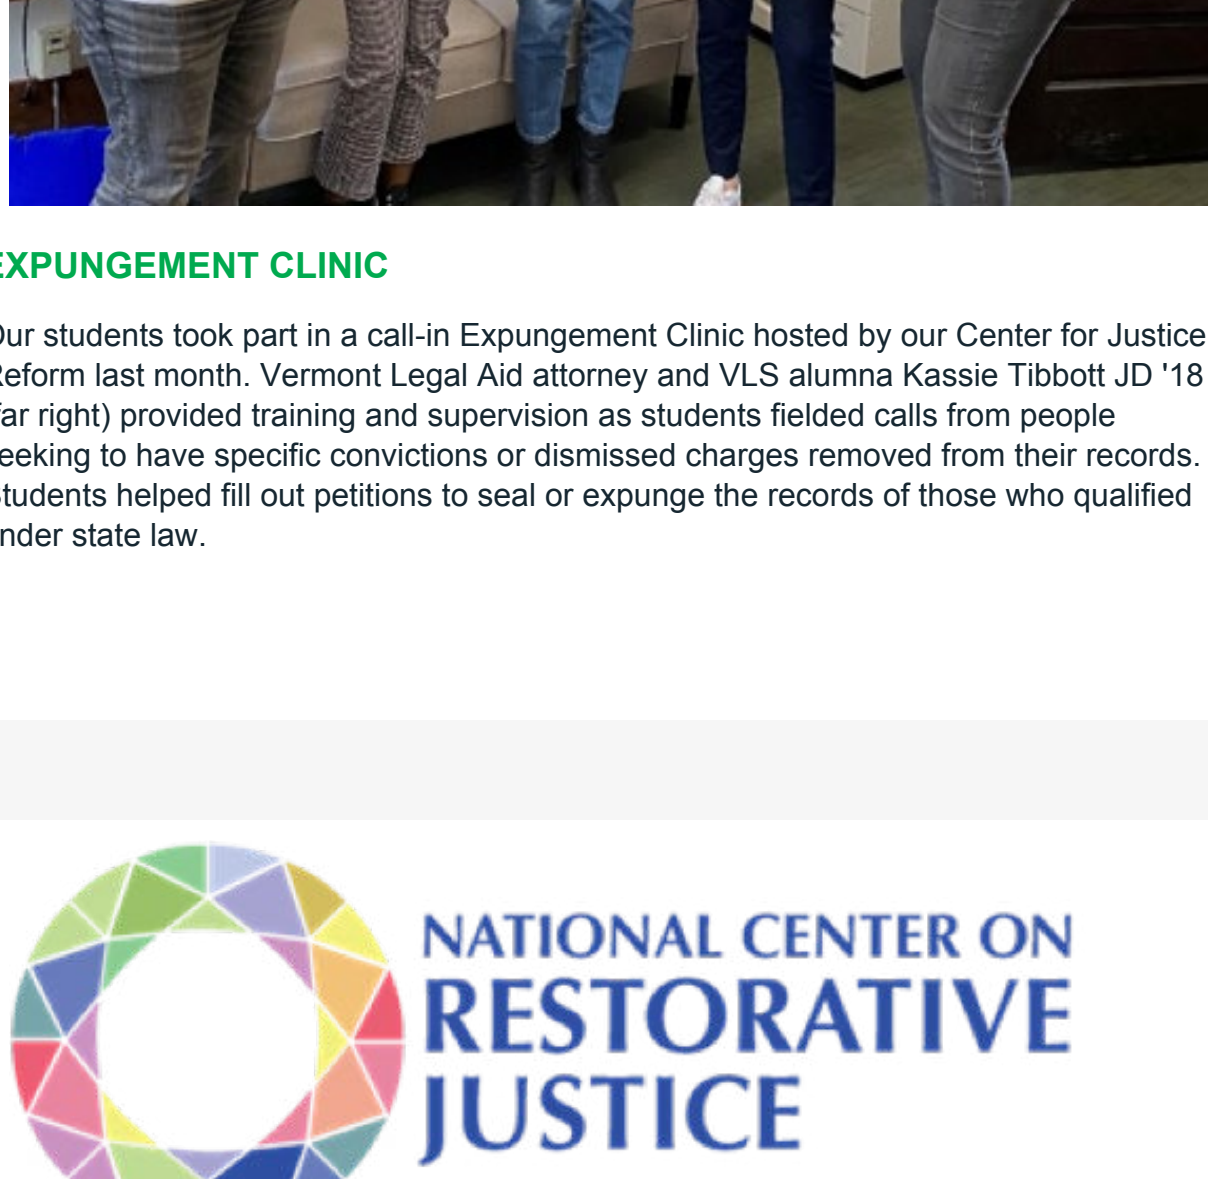 EXPUNGEMENT CLINIC
Our students took part in a call-in Expungement Clinic hosted by our Center for Justice
Reform last month. Vermont Legal Aid attorney and VLS alumna Kassie Tibbott JD '18
(far right) provided training and supervision as students fielded calls from people
seeking to have specific convictions or dismissed charges removed from their records.
Students helped fill out petitions to seal or expunge the records of those who qualified
under state law.
NATIONAL CENTER ON
RESTORATIVE
JUSTICE